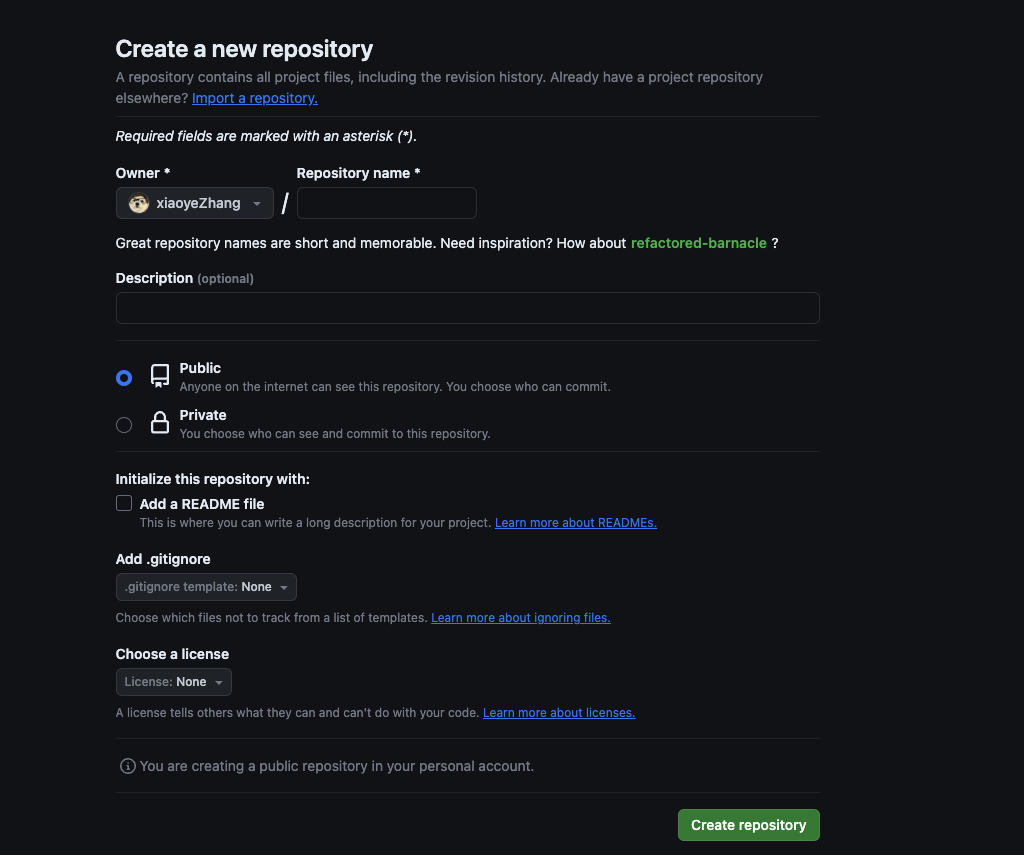 Create a new repository
A repository contains all project files, including the revision history. Already have a project repository
elsewhere? Import a repository.
Required fields are marked with an asterisk (*).
Owner * Repository name *
xiaoyeZhang /
Great repository names are short and memorable. Need inspiration? How about refactored-barnacle ?
Description (optional)
Public
Anyone on the internet can see this repository. You choose who can commit.
Private
You choose who can see and commit to this repository.
Initialize this repository with:
Add a README file
This is where you can write a long description for your project. Learn more about READMEs.
Add .gitignore
.gitignore template: None
Choose which files not to track from a list of templates. Learn more about ignoring files.
Choose a license
License: None
A license tells others what they can and can't do with your code. Learn more about licenses.
You are creating a public repository in your personal account.
Create repository